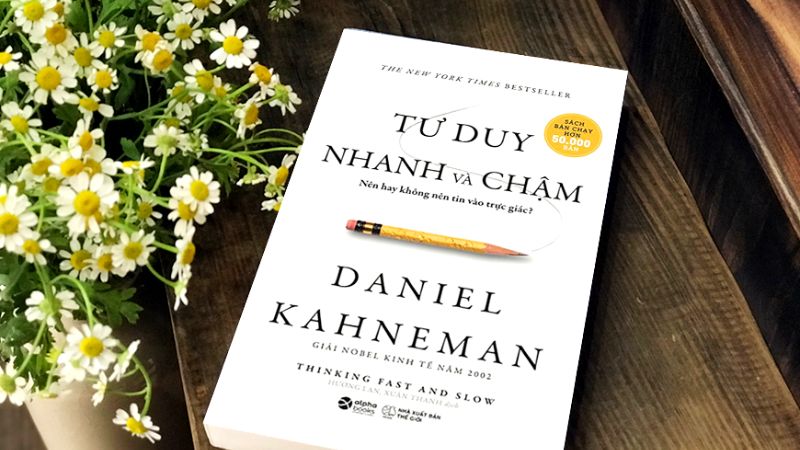 THE NEW YORK TIMES BESTSELLER
TƯ DUY
NHANH VÀ CHẬM
Nên hay không nên tin vào trực giác?
SÁCH
BÁN CHẠY
HƠN
50.000
BẢN
DANIEL
KAHNEMAN
GIẢI NOBEL KINH TẾ NĂM 2002
THINKING FAST AND SLOW
HƯƠNG LAN, XUÂN THANH dịch
alpha
books
NHÀ XUẤT BẢN
THẾ GIỚI